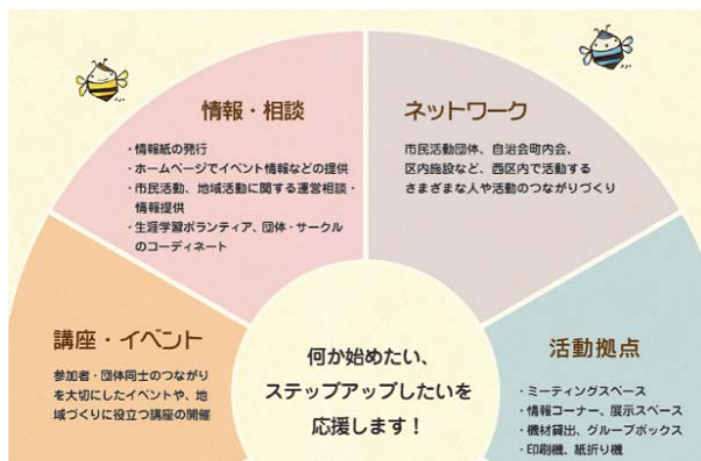 情報・相談
・情報紙の発行
・ホームページでイベント情報などの提供
・市民活動、地域活動に関する運営相談・
情報提供
・生涯学習ボランティア、団体・サークル
のコーディネート
ネットワーク
市民活動団体、自治会町内会、
区内施設など、西区内で活動する
さまざまな人や活動のつながりづくり
講座・イベント
参加者・団体同士のつながり
を大切にしたイベントや、地
域づくりに役立つ講座の開催
何か始めたい、
ステップアップしたいを
応援します！
活動拠点
・ミーティングスペース
・情報コーナー、展示スペース
・機材貸出、グループボックス
・印刷機、紙折り機